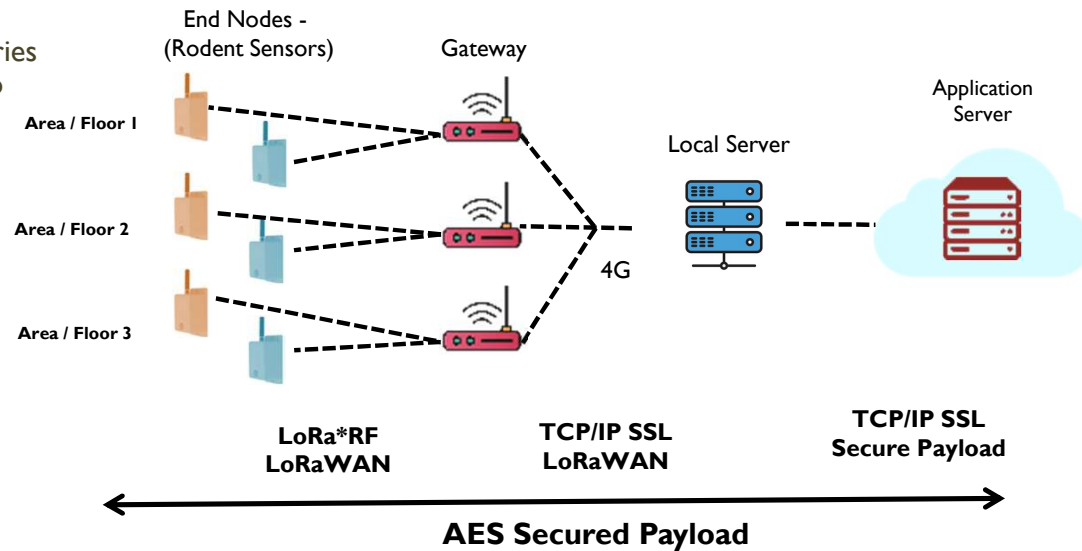 End Nodes -
(Rodent Sensors)
Gateway
ries
Application
Server
Area / Floor 1
Local Server
Area / Floor 2
4G
Area / Floor 3
LoRa*RF
LoRaWAN
TCP/IP SSL
LoRaWAN
TCP/IP SSL
Secure Payload
AES Secured Payload